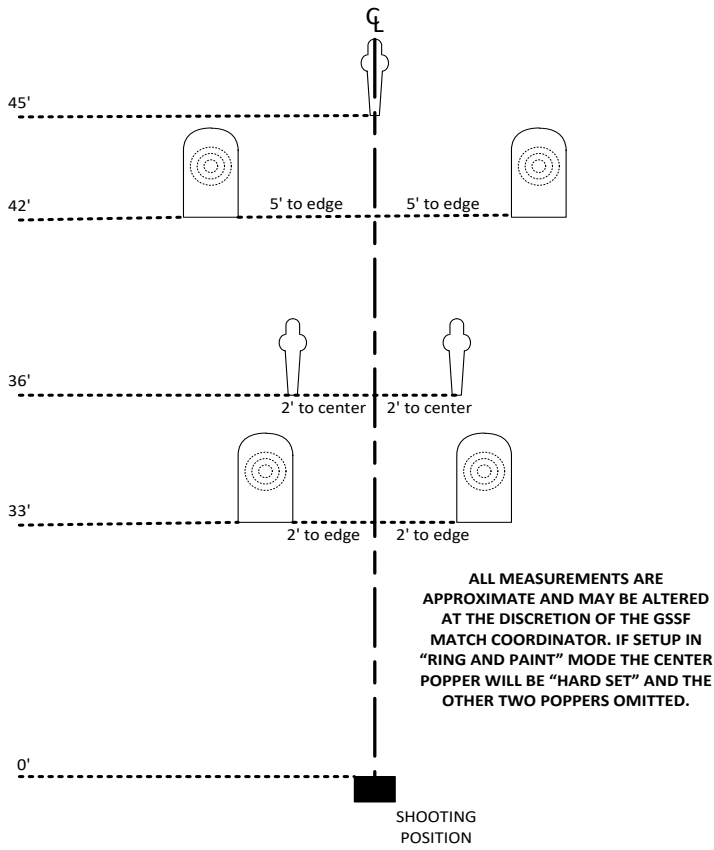 ℄
45'
42'
5' to edge 5' to edge
36'
2' to center 2' to center
33'
2' to edge 2' to edge
ALL MEASUREMENTS ARE
APPROXIMATE AND MAY BE ALTERED
AT THE DISCRETION OF THE GSSF
MATCH COORDINATOR. IF SETUP IN
“RING AND PAINT” MODE THE CENTER
POPPER WILL BE “HARD SET” AND THE
OTHER TWO POPPERS OMITTED.
0'
SHOOTING
POSITION